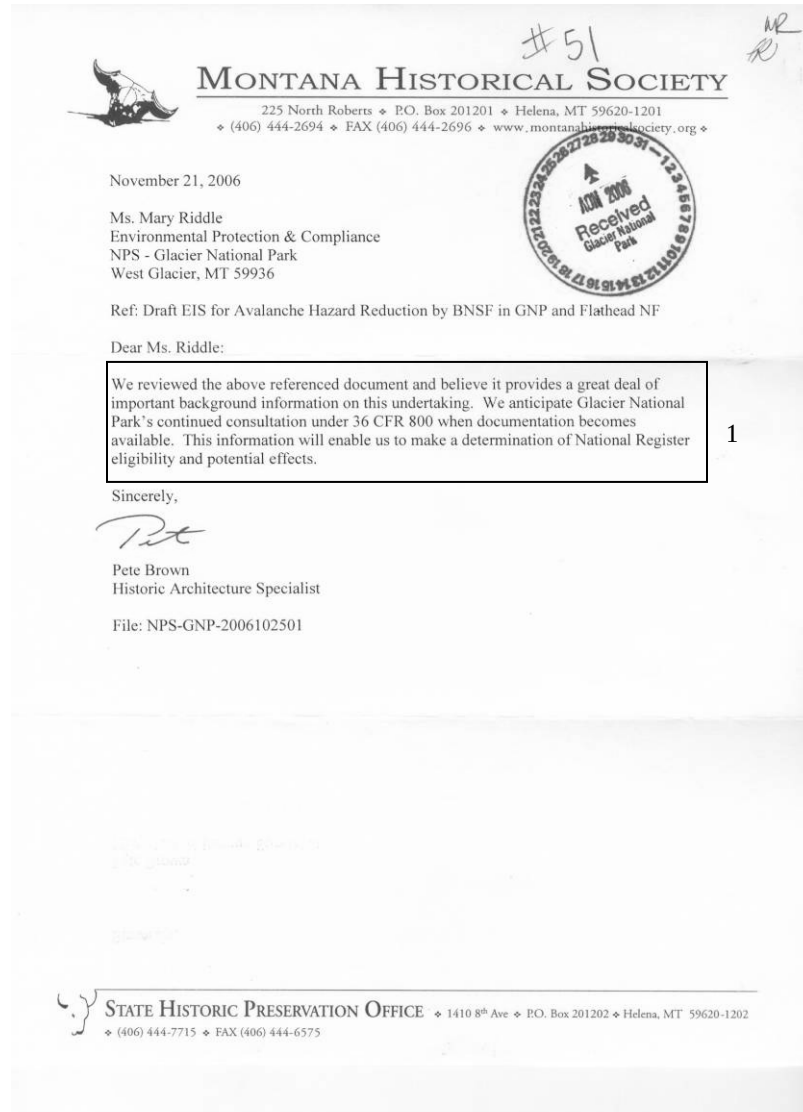 #51
MR
MONTANA HISTORICAL SOCIETY
225 North Roberts ❖ P.O. Box 201201 ❖ Helena, MT 59620-1201
❖ (406) 444-2694 ❖ FAX (406) 444-2696 ❖ www.montanahistoricalsociety.org ❖
November 21, 2006
NOV 2006
Received
Glacier National
Park
Ms. Mary Riddle
Environmental Protection & Compliance
NPS - Glacier National Park
West Glacier, MT 59936
Ref: Draft EIS for Avalanche Hazard Reduction by BNSF in GNP and Flathead NF
Dear Ms. Riddle:
We reviewed the above referenced document and believe it provides a great deal of
important background information on this undertaking. We anticipate Glacier National
Park's continued consultation under 36 CFR 800 when documentation becomes
available. This information will enable us to make a determination of National Register
eligibility and potential effects.
1
Sincerely,
Pete Brown
Historic Architecture Specialist
File: NPS-GNP-2006102501
STATE HISTORIC PRESERVATION OFFICE ❖ 1410 8th Ave ❖ P.O. Box 201202 ❖ Helena, MT 59620-1202
❖ (406) 444-7715 ❖ FAX (406) 444-6575